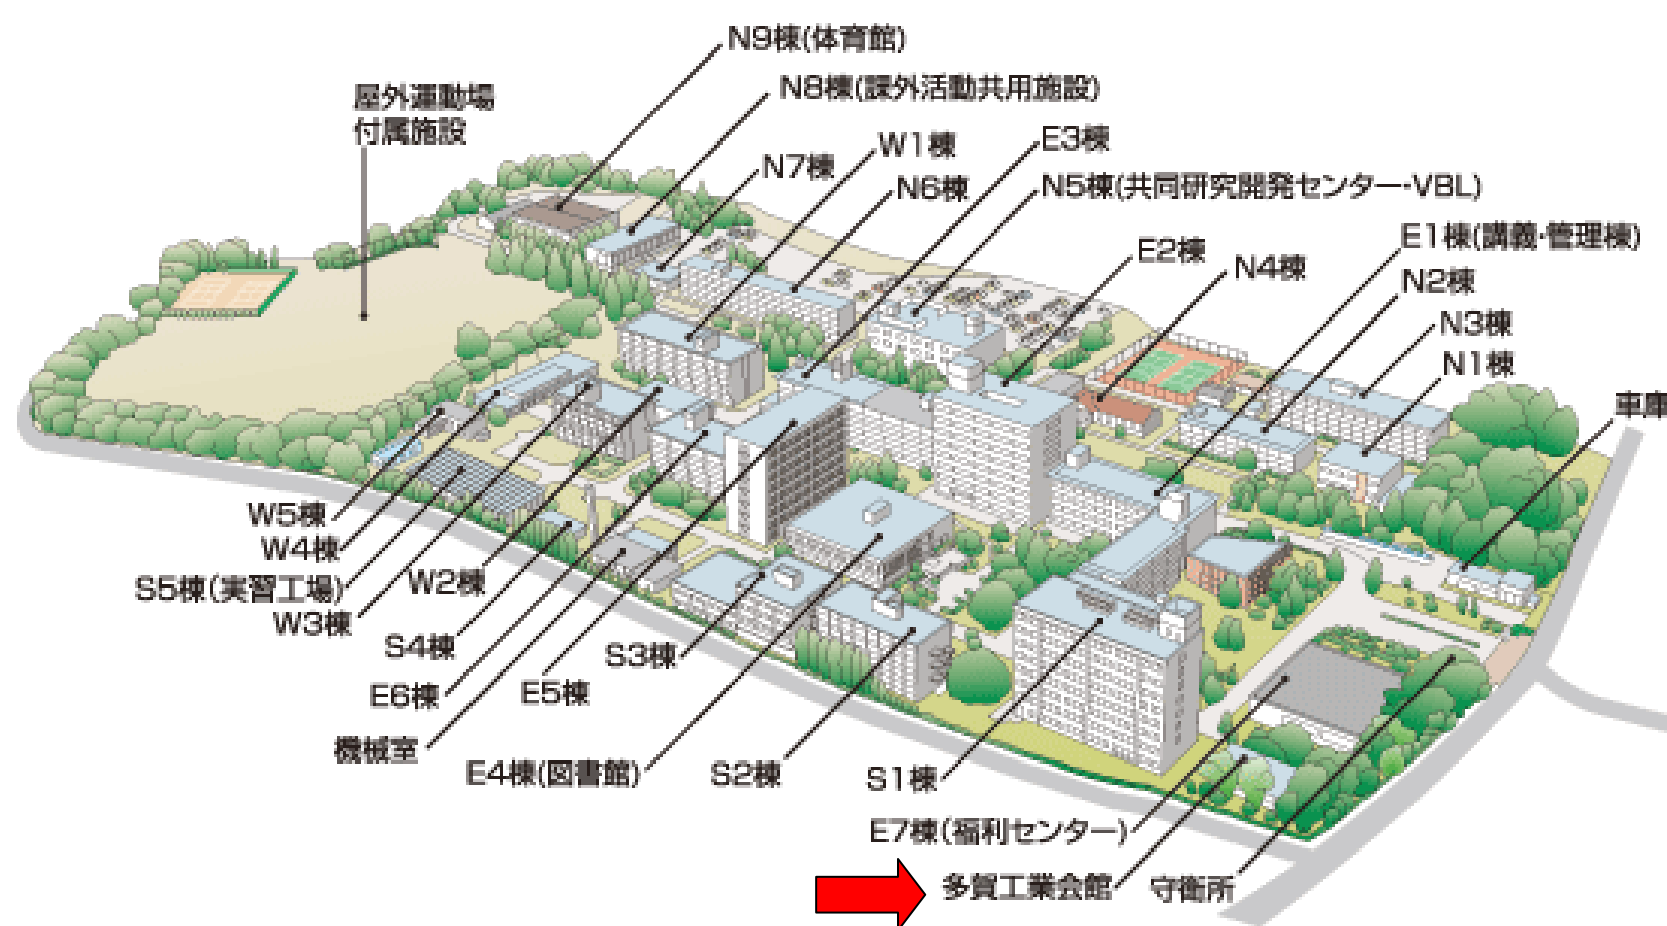 N9棟(体育館)
N8棟(課外活動共用施設)
屋外運動場
付属施設
W1棟
E3棟
N7棟
N6棟
N5棟(共同研究開発センター・VBL)
E1棟(講義・管理棟)
E2棟
N4棟
N2棟
N3棟
N1棟
車庫
W5棟
W4棟
S5棟(実習工場)
W2棟
W3棟
S4棟
S3棟
E6棟
E5棟
機械室
E4棟(図書館)
S2棟
S1棟
E7棟(福利センター)
多賀工業会館
守衛所